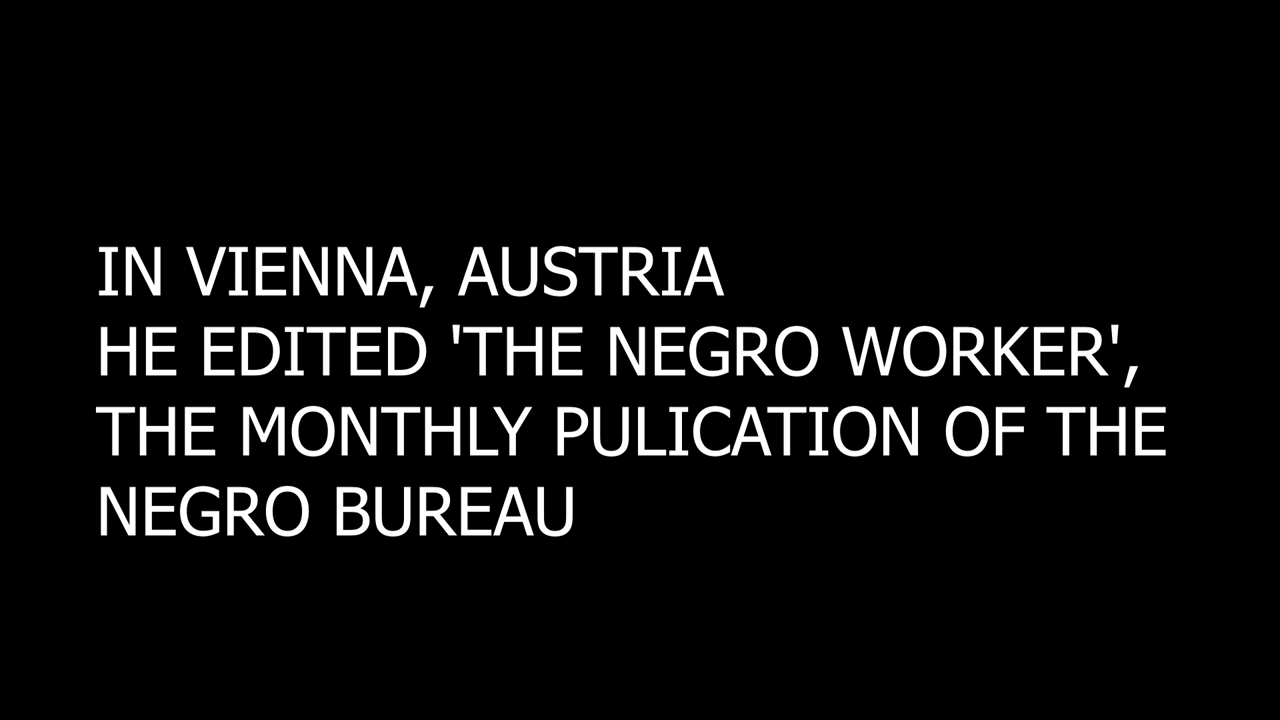 IN VIENNA, AUSTRIA
HE EDITED 'THE NEGRO WORKER',
THE MONTHLY PULICATION OF THE
NEGRO BUREAU